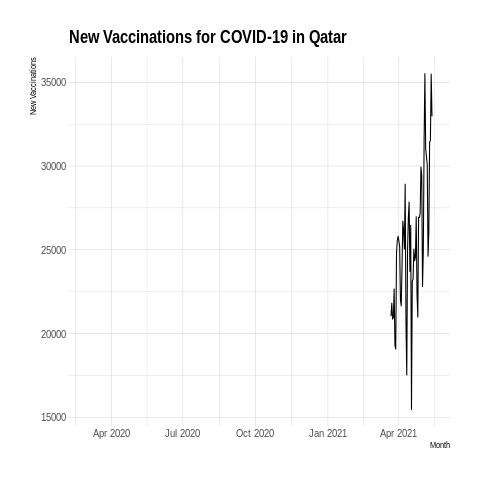 New Vaccinations for COVID-19 in Qatar
New Vaccinations
35000
30000
25000
20000
15000
Apr 2020 Jul 2020 Oct 2020 Jan 2021 Apr 2021
Month